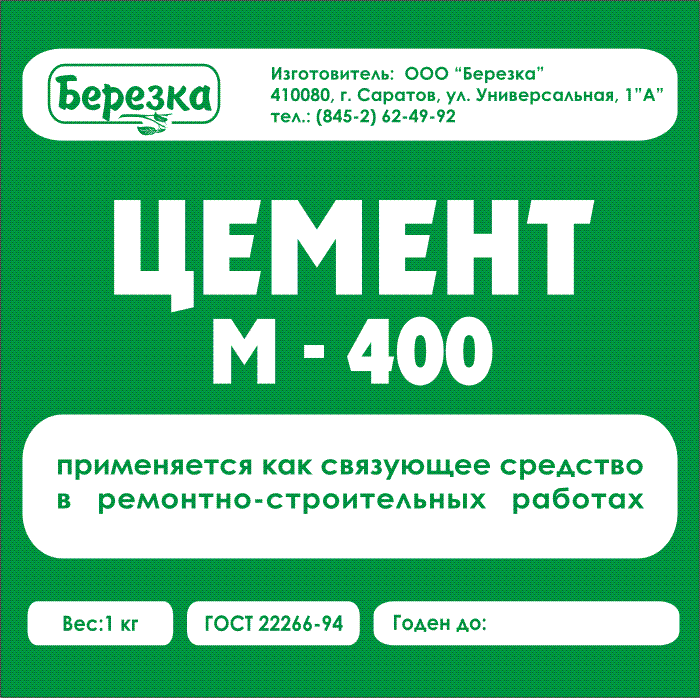 Березка
Изготовитель: ООО "Березка"
410080, г. Саратов, ул. Универсальная, 1"А"
тел.: (845-2) 62-49-92
ЦЕМЕНТ
М - 400
применяется как связующее средство
в ремонтно-строительных работах
Вес:1 кг
ГОСТ 22266-94
Годен до: